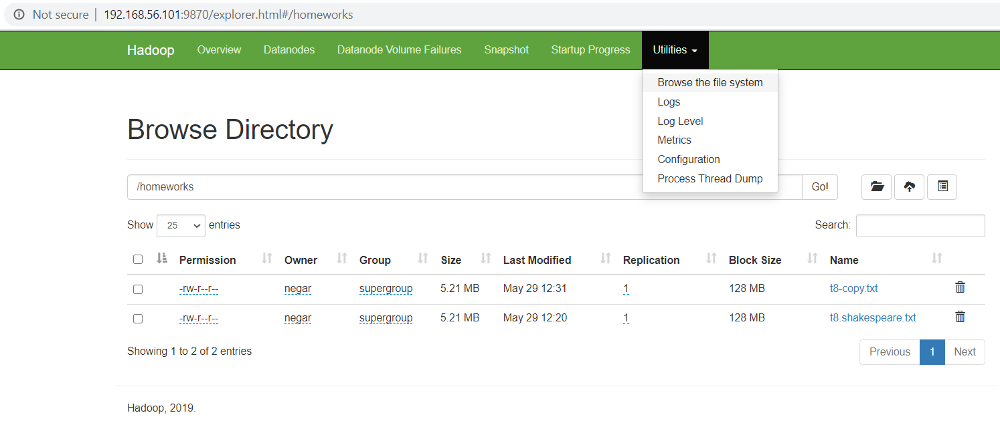 Not secure | 192.168.56.101:9870/explorer.html#/homeworks
Hadoop Overview Datanodes Datanode Volume Failures Snapshot Startup Progress Utilities
Browse the file system
Logs
Log Level
Metrics
Configuration
Process Thread Dump
Browse Directory
/homeworks Go!
Show 25 entries Search:
Permission Owner Group Size Last Modified Replication Block Size Name
-rw-r--r-- negar supergroup 5.21 MB May 29 12:31 1 128 MB t8-copy.txt
-rw-r--r-- negar supergroup 5.21 MB May 29 12:20 1 128 MB t8.shakespeare.txt
Showing 1 to 2 of 2 entries Previous 1 Next
Hadoop, 2019.